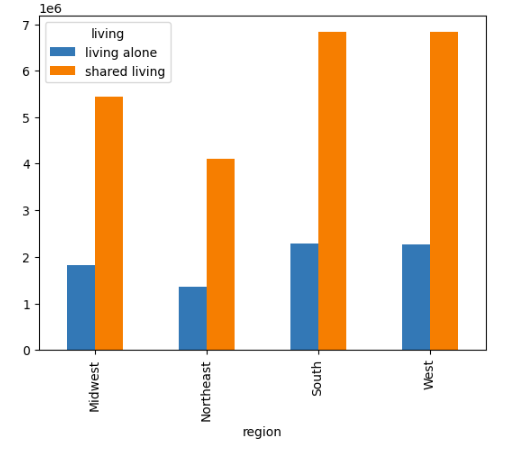 1e6
7
6
5
4
3
2
1
0
living
living alone
shared living
Midwest
Northeast
South
West
region